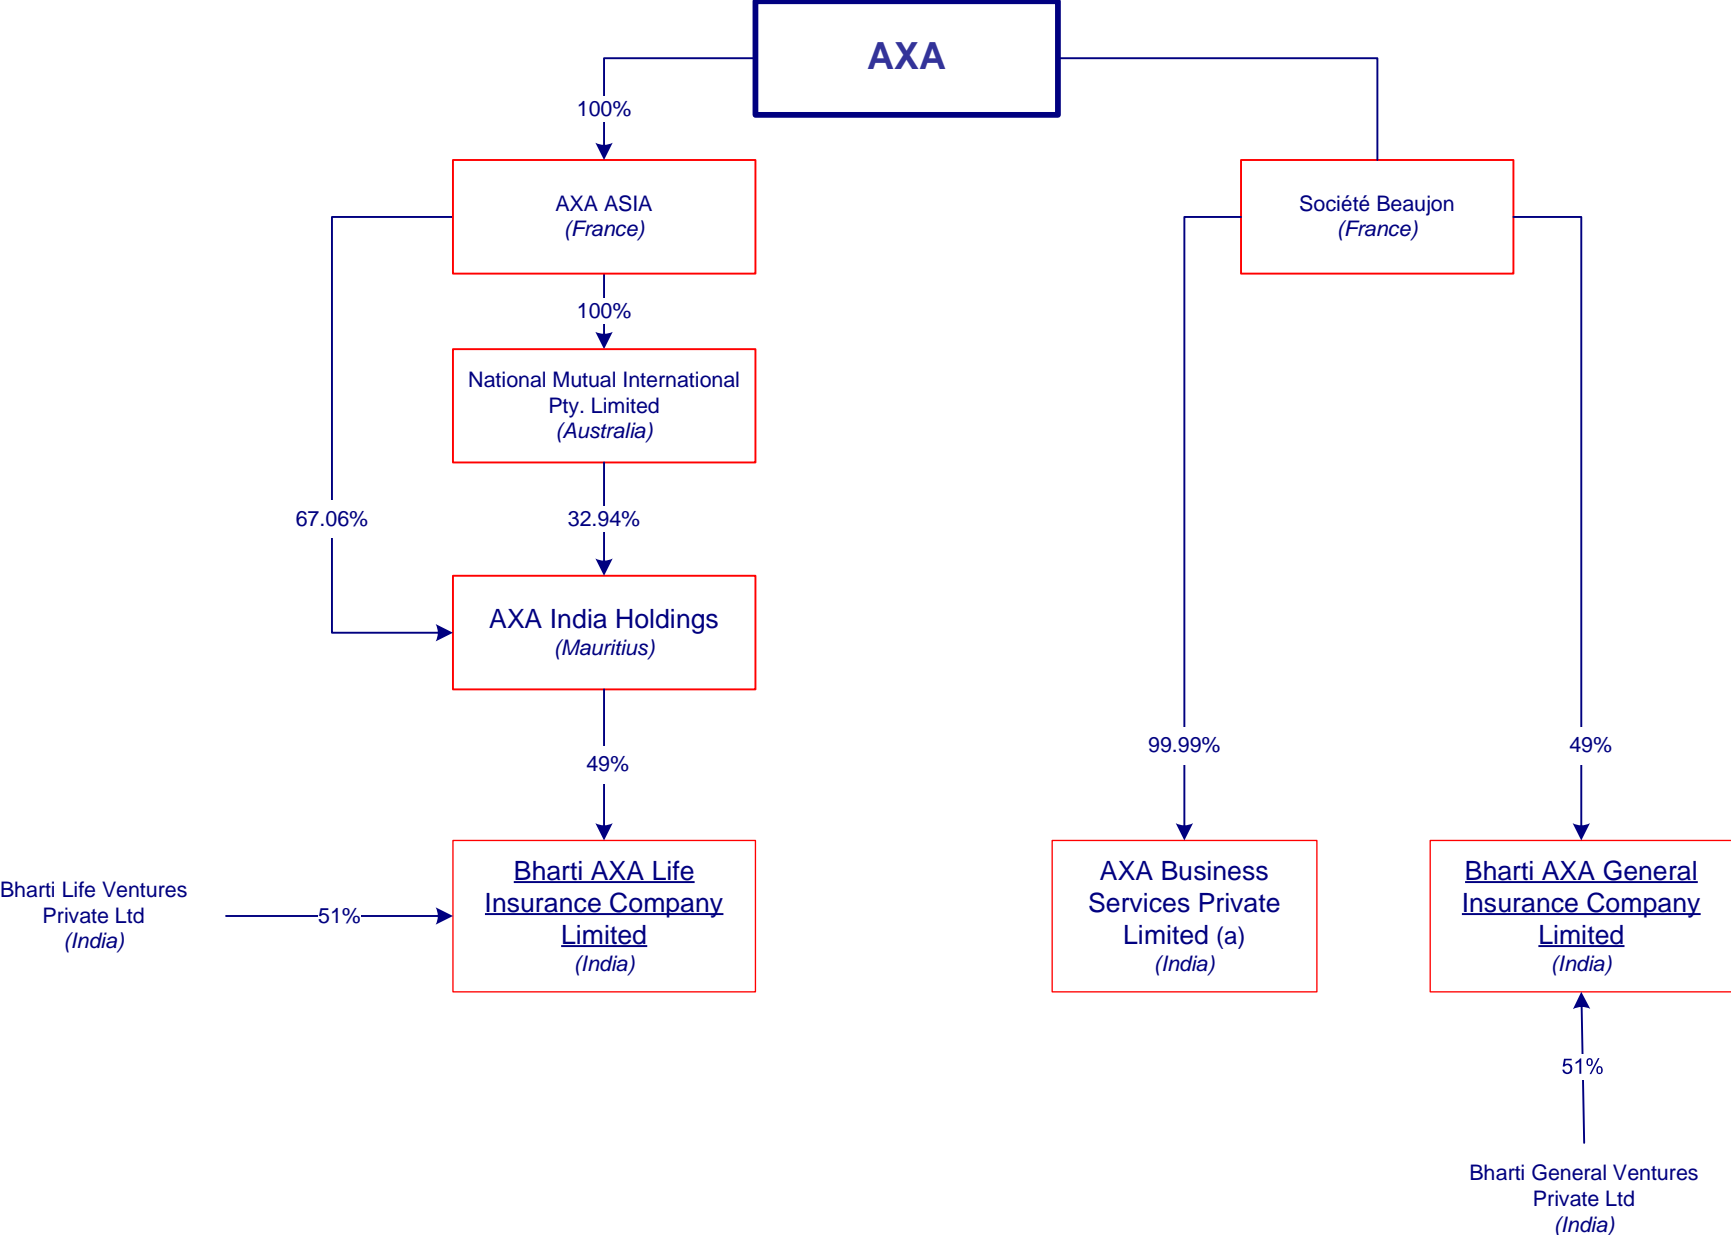 AXA
100%
AXA ASIA
(France)
Société Beaujon
(France)
100%
National Mutual International
Pty. Limited
(Australia)
67.06%
32.94%
AXA India Holdings
(Mauritius)
49%
99.99%
49%
Bharti Life Ventures
Private Ltd
(India)
51%
Bharti AXA Life
Insurance Company
Limited
(India)
AXA Business
Services Private
Limited (a)
(India)
Bharti AXA General
Insurance Company
Limited
(India)
51%
Bharti General Ventures
Private Ltd
(India)